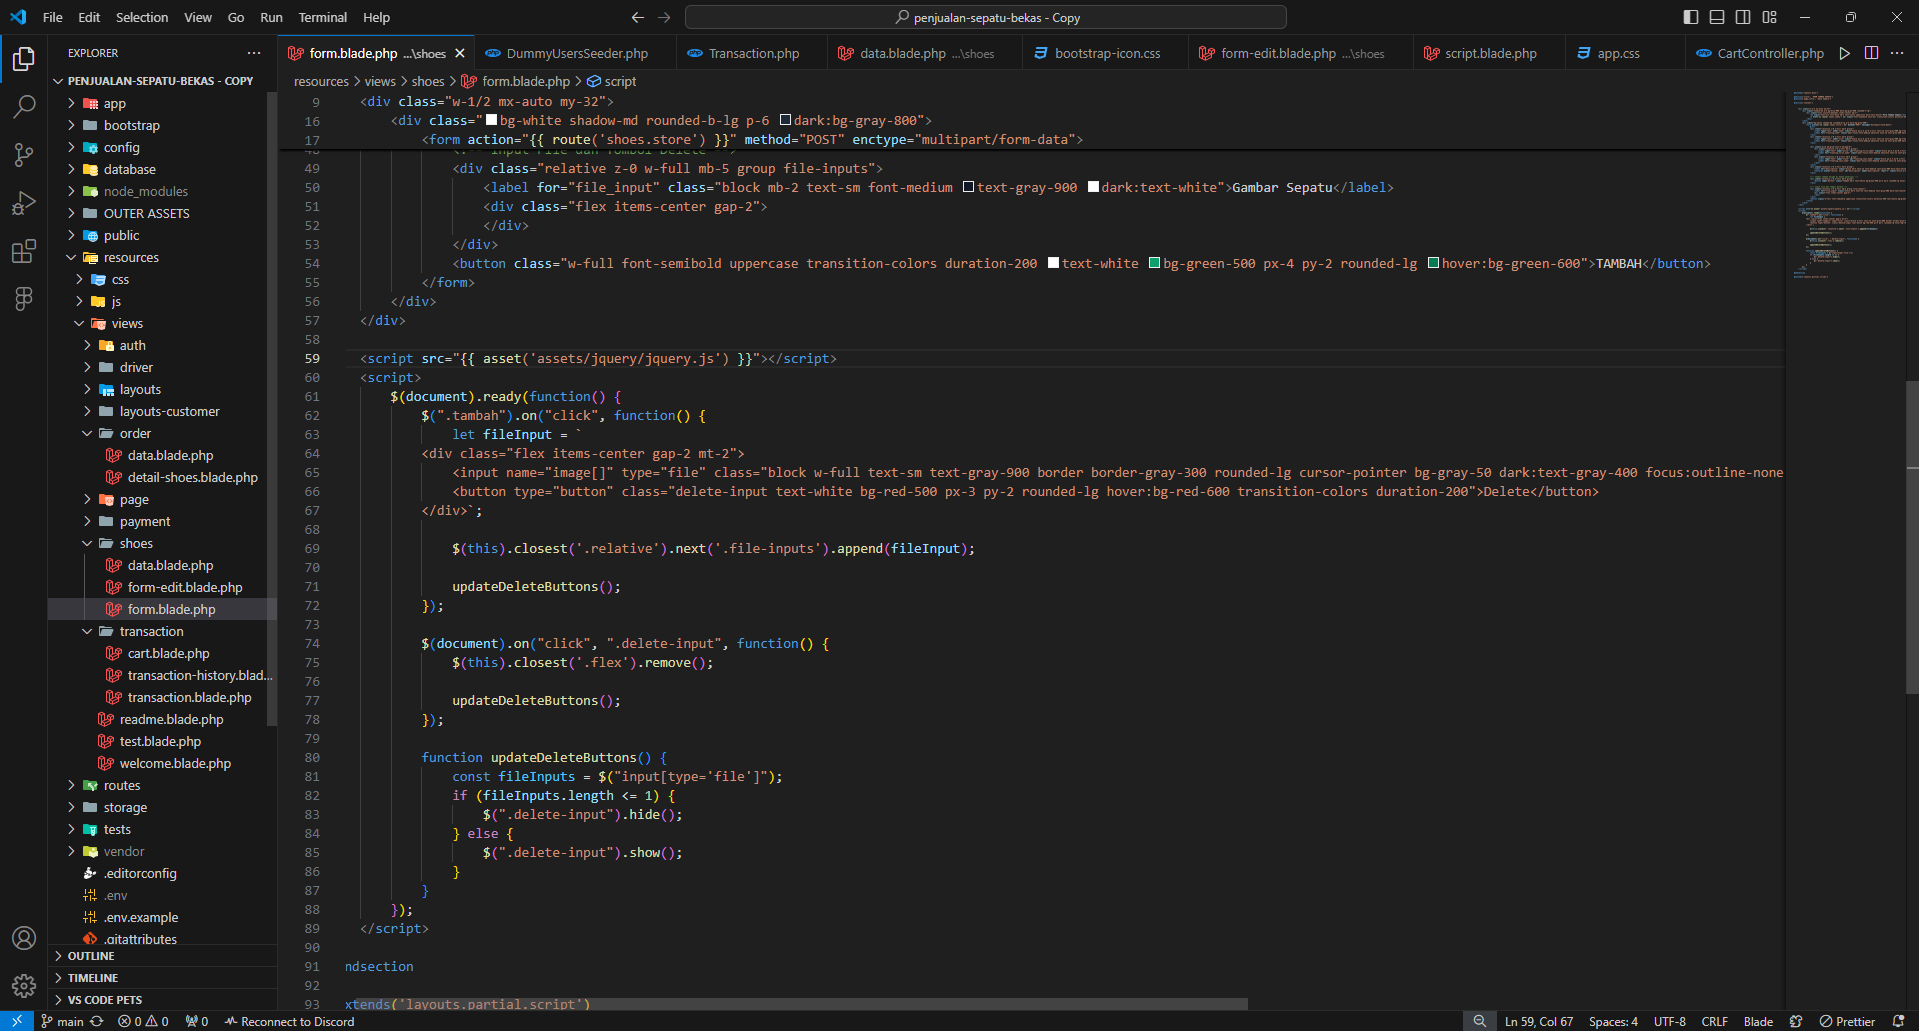 File Edit Selection View Go Run Terminal Help
penjualan-sepatu-bekas - Copy
EXPLORER
form.blade.php ...\shoes
DummyUsersSeeder.php
Transaction.php
data.blade.php ...\shoes
bootstrap-icon.css
form-edit.blade.php ...\shoes
script.blade.php
app.css
CartController.php
PENJUALAN-SEPATU-BEKAS - COPY
app
bootstrap
config
database
node_modules
OUTER ASSETS
public
resources
css
js
views
auth
driver
layouts
layouts-customer
order
data.blade.php
detail-shoes.blade.php
page
payment
shoes
data.blade.php
form-edit.blade.php
form.blade.php
transaction
cart.blade.php
transaction-history.blad...
transaction.blade.php
readme.blade.php
test.blade.php
welcome.blade.php
routes
storage
tests
vendor
.editorconfig
.env
.env.example
.gitattributes
OUTLINE
TIMELINE
VS CODE PETS
resources > views > shoes > form.blade.php > script
9 <div class="w-1/2 mx-auto my-32">
16 <div class="bg-white shadow-md rounded-b-lg p-6 dark:bg-gray-800">
17 <form action="{{ route('shoes.store') }}" method="POST" enctype="multipart/form-data">
49 <div class="relative z-0 w-full mb-5 group file-inputs">
50 <label for="file_input" class="block mb-2 text-sm font-medium text-gray-900 dark:text-white">Gambar Sepatu</label>
51 <div class="flex items-center gap-2">
52 </div>
53 </div>
54 <button class="w-full font-semibold uppercase transition-colors duration-200 text-white bg-green-500 px-4 py-2 rounded-lg hover:bg-green-600">TAMBAH</button>
55 </form>
56 </div>
57 </div>
58
59 <script src="{{ asset('assets/jquery/jquery.js') }}"></script>
60 <script>
61 $(document).ready(function() {
62 $(".tambah").on("click", function() {
63 let fileInput = `
64 <div class="flex items-center gap-2 mt-2">
65 <input name="image[]" type="file" class="block w-full text-sm text-gray-900 border border-gray-300 rounded-lg cursor-pointer bg-gray-50 dark:text-gray-400 focus:outline-none
66 <button type="button" class="delete-input text-white bg-red-500 px-3 py-2 rounded-lg hover:bg-red-600 transition-colors duration-200">Delete</button>
67 </div>`;
68
69 $(this).closest('.relative').next('.file-inputs').append(fileInput);
70
71 updateDeleteButtons();
72 });
73
74 $(document).on("click", ".delete-input", function() {
75 $(this).closest('.flex').remove();
76
77 updateDeleteButtons();
78 });
79
80 function updateDeleteButtons() {
81 const fileInputs = $("input[type='file']");
82 if (fileInputs.length <= 1) {
83 $(".delete-input").hide();
84 } else {
85 $(".delete-input").show();
86 }
87 }
88 });
89 </script>
90
91 ndsection
92
93 xtends('layouts.partial.script')
main
0 0
0
Reconnect to Discord
Ln 59, Col 67
Spaces: 4
UTF-8
CRLF
Blade
Prettier